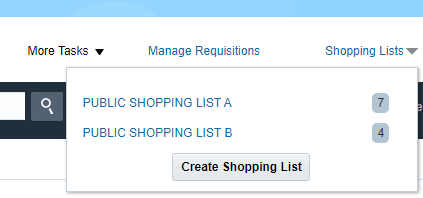 More Tasks Manage Requisitions Shopping Lists
PUBLIC SHOPPING LIST A 7
PUBLIC SHOPPING LIST B 4
Create Shopping List